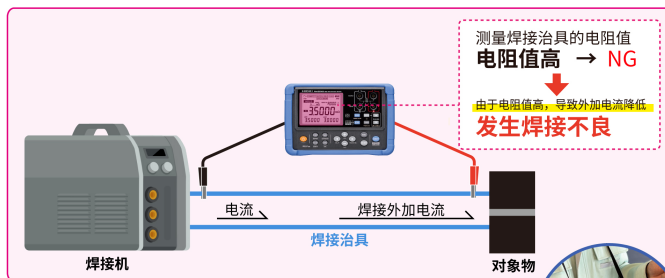 测量焊接治具的电阻值
电阻值高 → NG
由于电阻值高，导致外加电流降低
发生焊接不良
35000
电流
焊接外加电流
焊接治具
焊接机
对象物